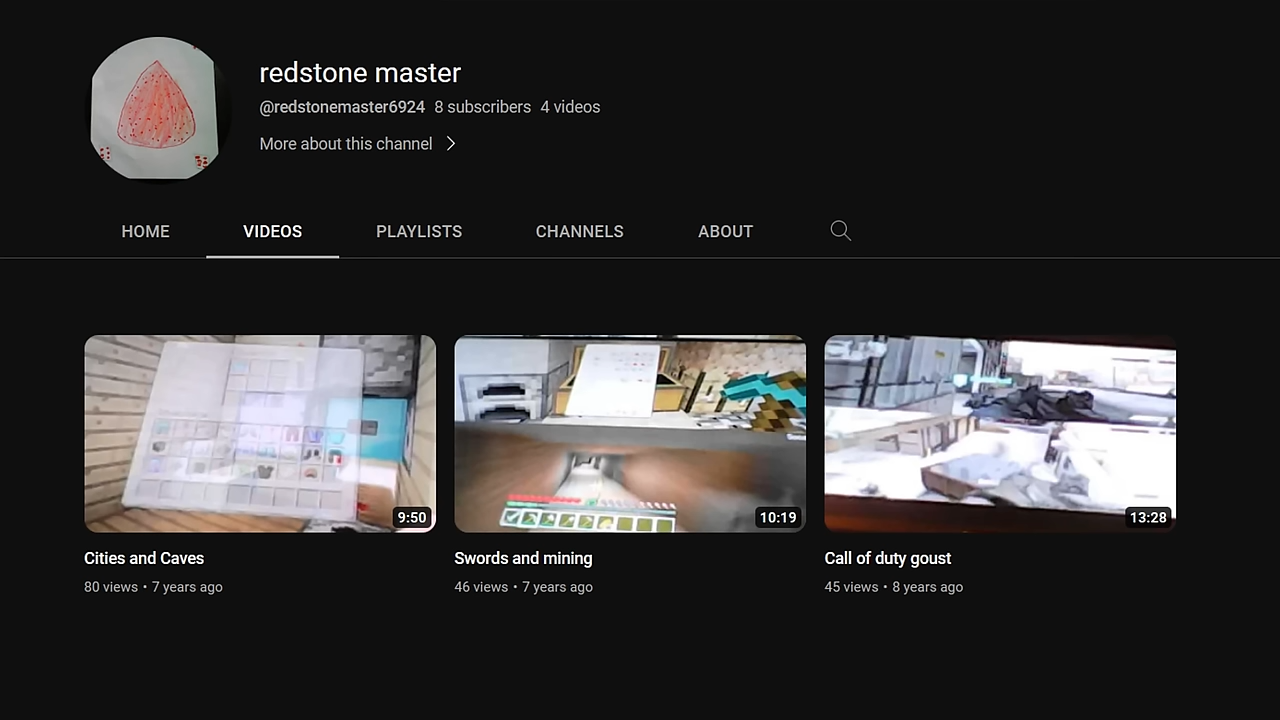 redstone master
@redstonemaster6924 8 subscribers 4 videos
More about this channel
HOME VIDEOS PLAYLISTS CHANNELS ABOUT
9:50 10:19 13:28
Cities and Caves Swords and mining Call of duty goust
80 views • 7 years ago 46 views • 7 years ago 45 views • 8 years ago